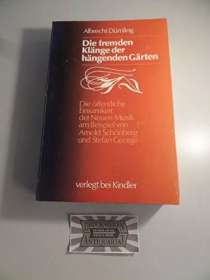 Albrecht Dümling
Die fremden
Klänge der
hängenden Gärten
Die öffentliche
Einsamkeit
der Neuen Musik
am Beispiel von
Arnold Schönberg
und Stefan George
verlegt bei Kindler